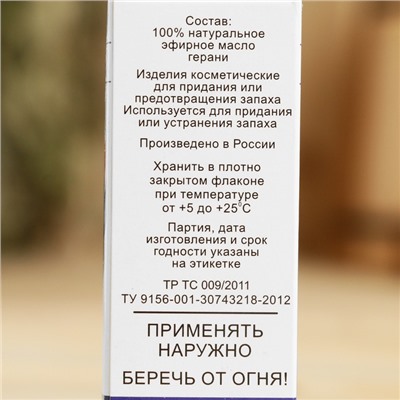 Состав:
100% натуральное
эфирное масло
герани
Изделия косметические
для придания или
предотвращения запаха
Используется для придания
или устранения запаха
Произведено в России
Хранить в плотно
закрытом флаконе
при температуре
от +5 до +25°С
Партия, дата
изготовления и срок
годности указаны
на этикетке
ТР ТС 009/2011
ТУ 9156-001-30743218-2012
ПРИМЕНЯТЬ
НАРУЖНО
БЕРЕЧЬ ОТ ОГНЯ!